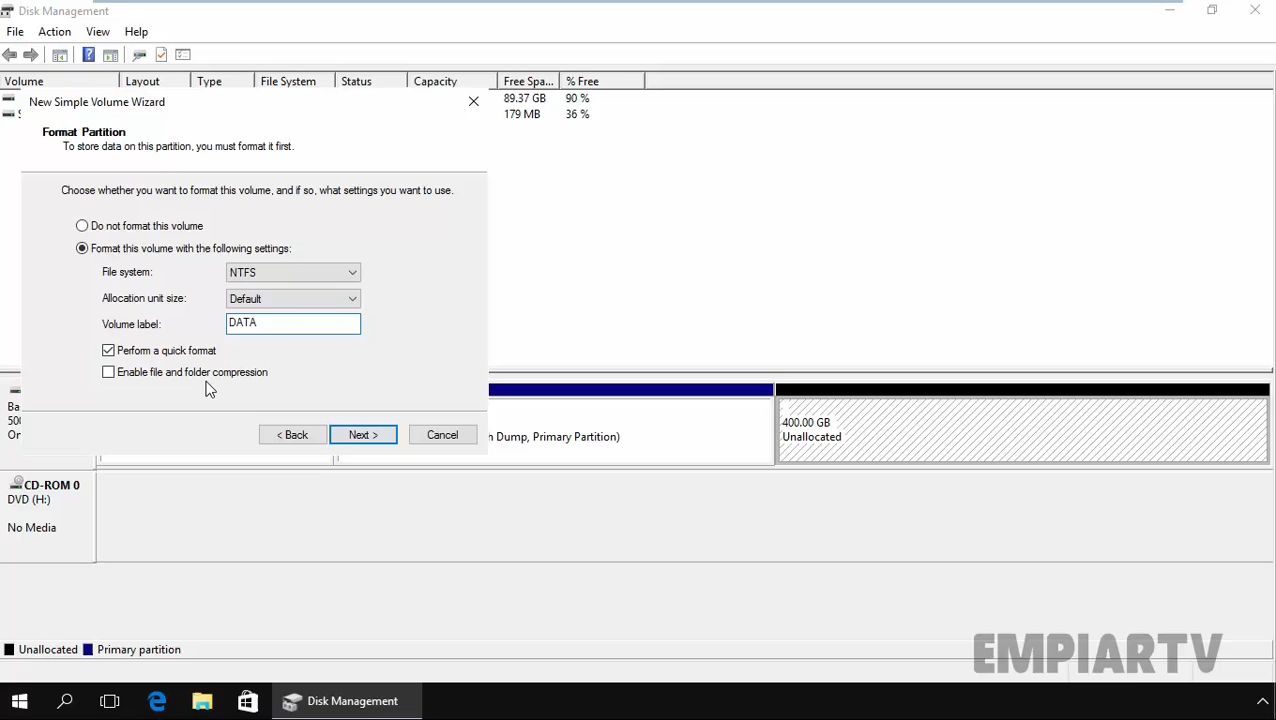 Disk Management
File Action View Help
Volume Layout Type File System Status Capacity Free Spa... % Free
89.37 GB 90 %
179 MB 36 %
New Simple Volume Wizard
Format Partition
To store data on this partition, you must format it first.
Choose whether you want to format this volume, and if so, what settings you want to use.
Do not format this volume
Format this volume with the following settings:
File system: NTFS
Allocation unit size: Default
Volume label: DATA
Perform a quick format
Enable file and folder compression
< Back Next > Cancel
Ba
500
On
h Dump, Primary Partition)
400.00 GB
Unallocated
CD-ROM 0
DVD (H:)
No Media
Unallocated Primary partition
EMPIARTV
Disk Management